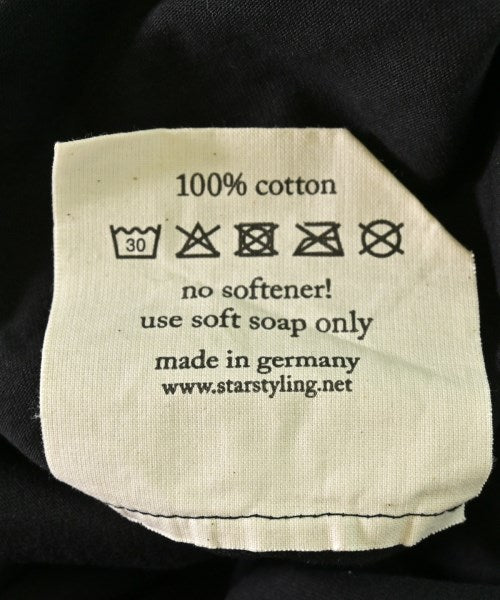 100% cotton
30
no softener!
use soft soap only
made in germany
www.starstyling.net